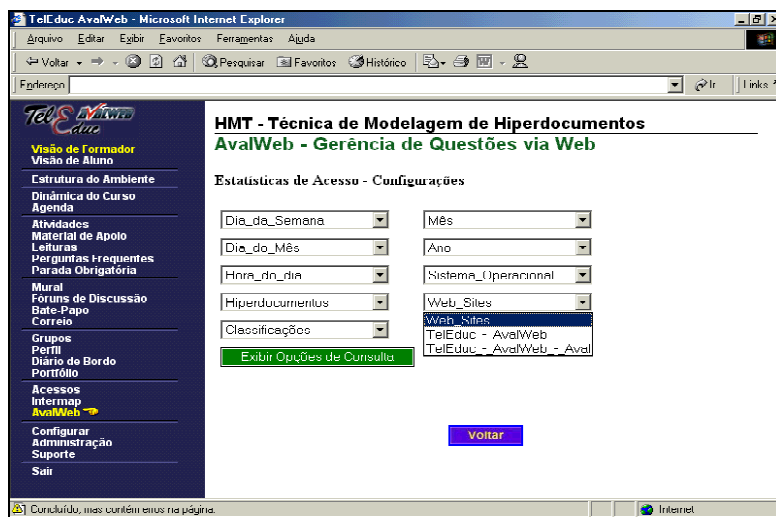 TelEduc AvalWeb - Microsoft Internet Explorer
Arquivo Editar Exibir Favoritos Ferramentas Ajuda
Voltar Pesquisar Favoritos Histórico
Endereço Ir Links
TelEduc AvalWeb
Visão de Formador
Visão de Aluno
Estrutura do Ambiente
Dinâmica do Curso
Agenda
Atividades
Material de Apoio
Leituras
Perguntas Frequentes
Parada Obrigatória
Mural
Fóruns de Discussão
Bate-Papo
Correio
Grupos
Perfil
Diário de Bordo
Portfólio
Acessos
Intermap
AvalWeb
Configurar
Administração
Suporte
Sair
HMT - Técnica de Modelagem de Hiperdocumentos
AvalWeb - Gerência de Questões via Web
Estatísticas de Acesso - Configurações
Dia_da_Semana Mês
Dia_do_Mês Ano
Hora_do_dia Sistema_Operacional
Hiperdocumentos Web_Sites
Web_Sites
Classificações TelEduc - AvalWeb
Exibir Opções de Consulta TelEduc_-_AvalWeb_-_Aval
Voltar
Concluído, mas contém erros na página. Internet